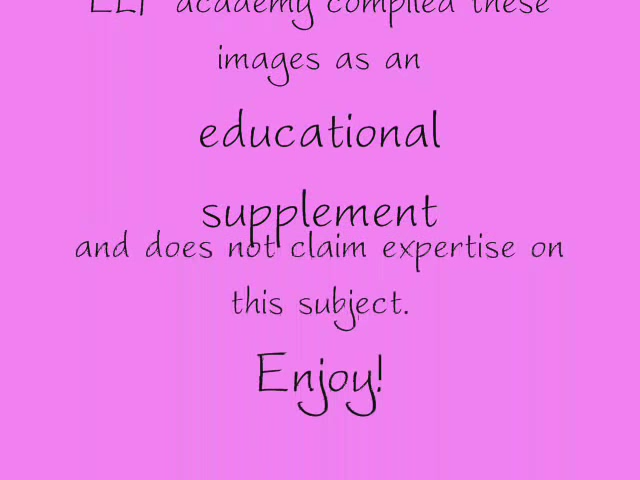 academy compiled these
images as an
educational
supplement
and does not claim expertise on
this subject.
Enjoy!